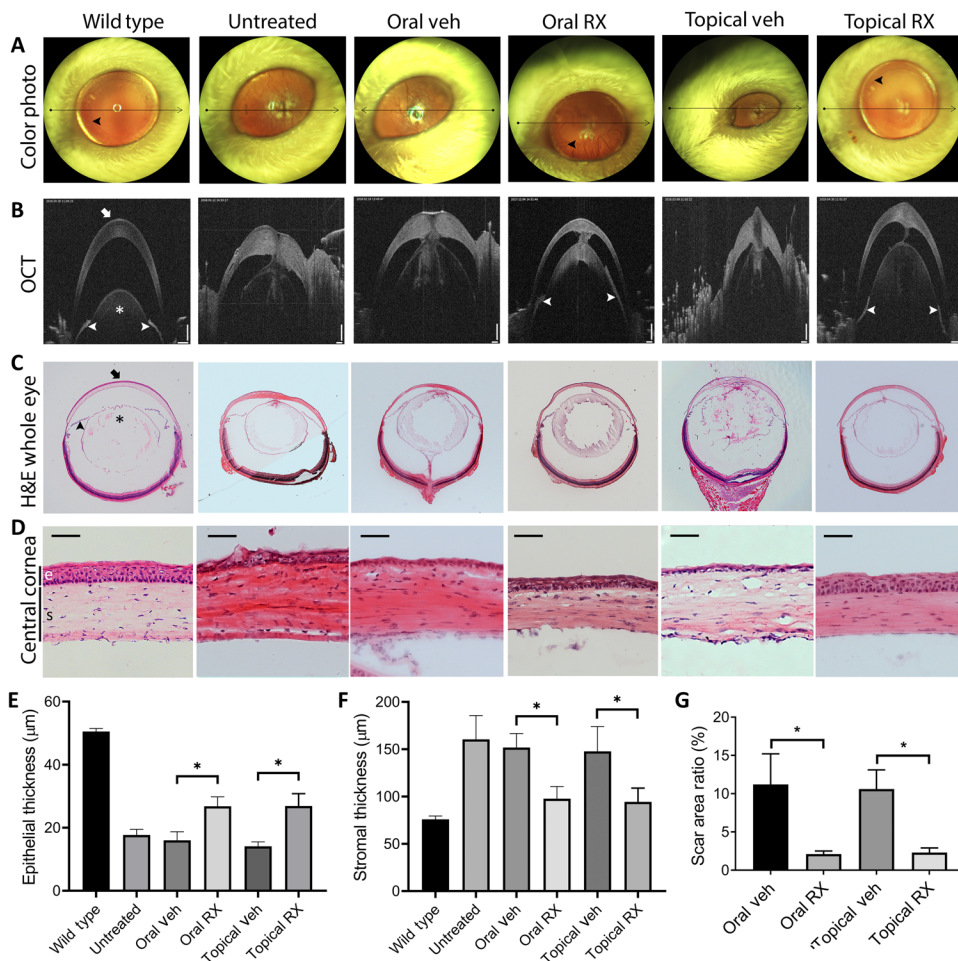 Wild type Untreated Oral veh Oral RX Topical veh Topical RX
A
Color photo
B
OCT
*
C
H&E whole eye
*
D
Central cornea
e
s
E
Epithelial thickness (μm)
60
40
20
0
* *
Wild type Untreated Oral Veh Oral RX Topical Veh Topical RX
F
Stromal thickness (μm)
200
150
100
50
0
* *
Wild type Untreated Oral Veh Oral RX Topical Veh Topical RX
G
Scar area ratio (%)
20
15
10
5
0
* *
Oral veh Oral RX rTopical Veh Topical RX